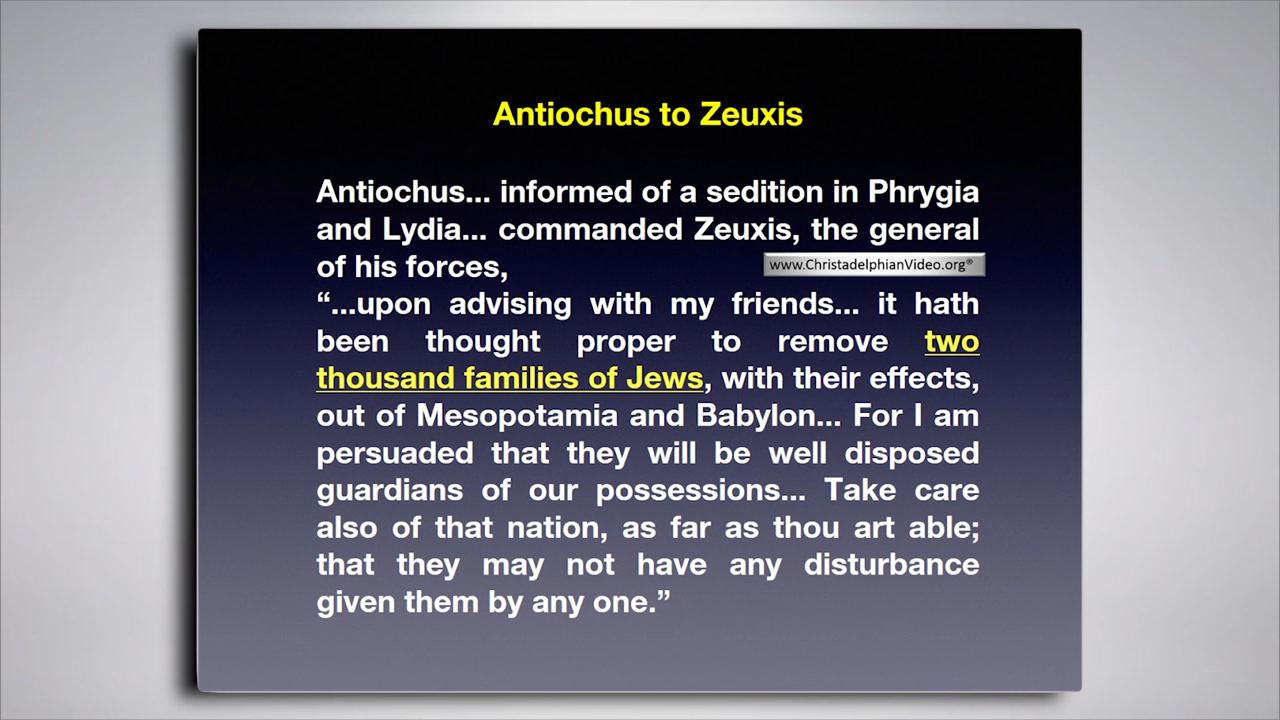 Antiochus to Zeuxis
Antiochus... informed of a sedition in Phrygia
and Lydia... commanded Zeuxis, the general
of his forces,
www.ChristadelphianVideo.org®
“...upon advising with my friends... it hath
been thought proper to remove two
thousand families of Jews, with their effects,
out of Mesopotamia and Babylon... For I am
persuaded that they will be well disposed
guardians of our possessions... Take care
also of that nation, as far as thou art able;
that they may not have any disturbance
given them by any one.”